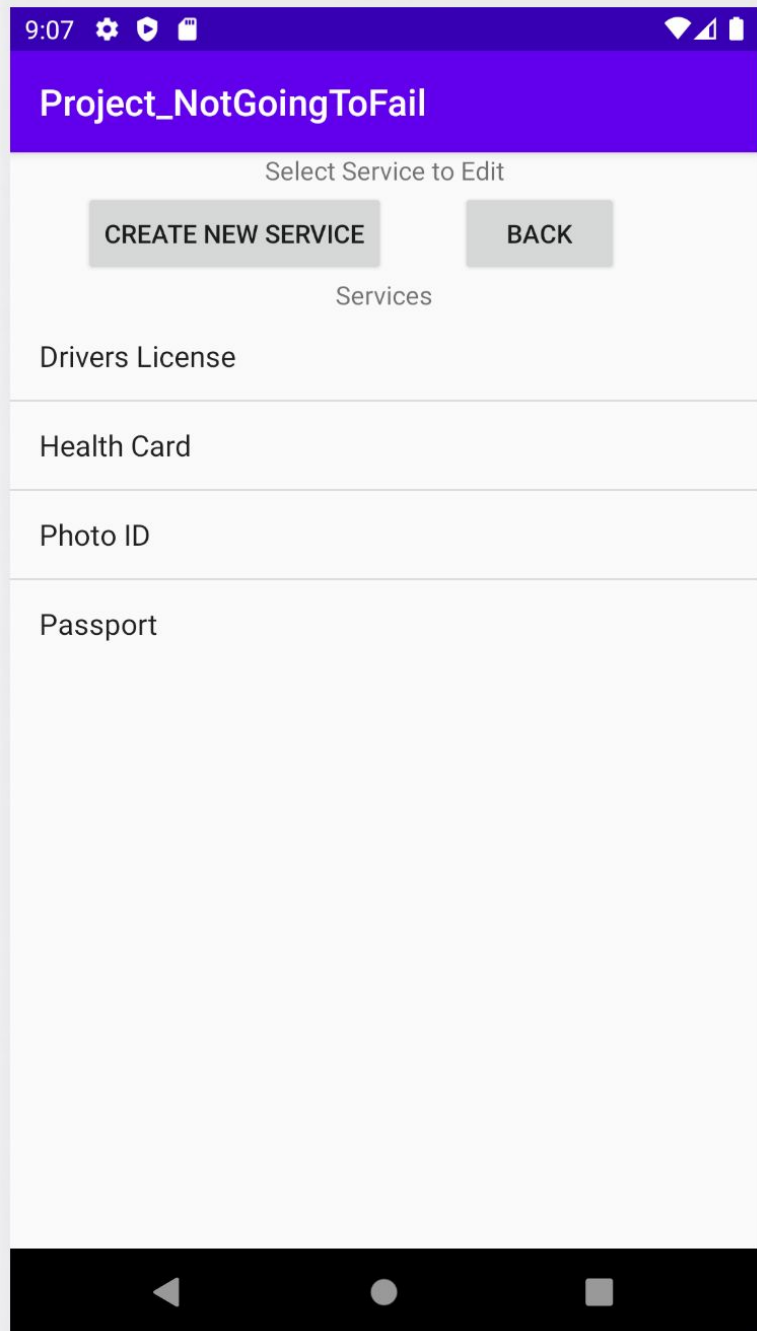 9:07
Project_NotGoingToFail
Select Service to Edit
CREATE NEW SERVICE BACK
Services
Drivers License
Health Card
Photo ID
Passport